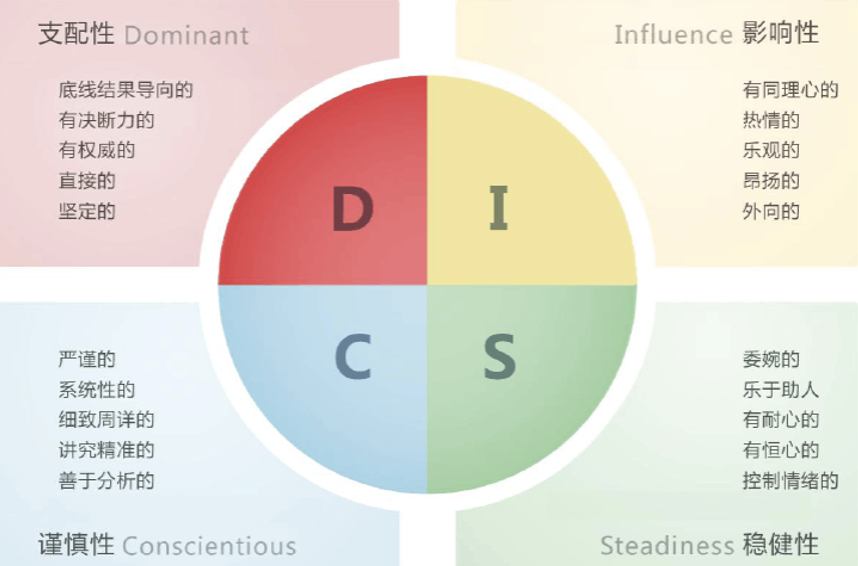 支配性 Dominant
底线结果导向的
有决断力的
有权威的
直接的
坚定的
Influence 影响性
有同理心的
热情的
乐观的
昂扬的
外向的
D
I
C
S
严谨的
系统性的
细致周详的
讲究精准的
善于分析的
谨慎性 Conscientious
委婉的
乐于助人
有耐心的
有恒心的
控制情绪的
Steadiness 稳健性